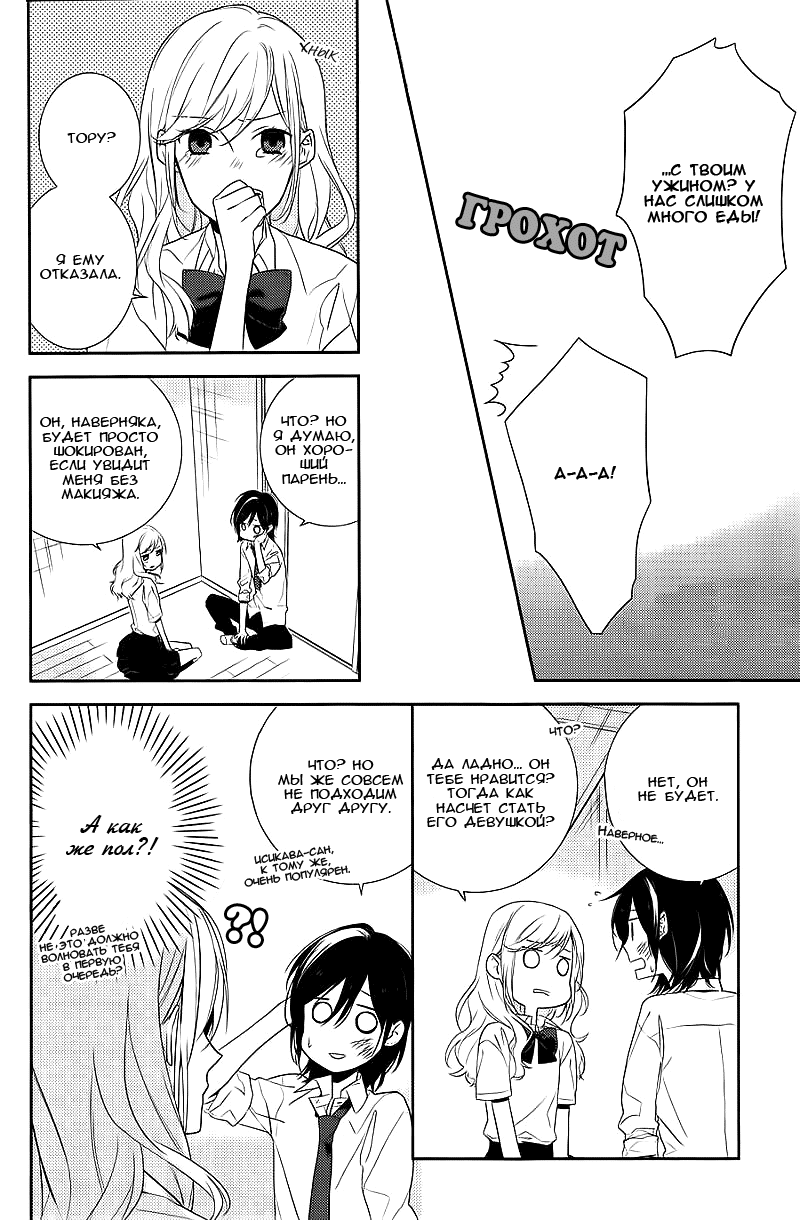 ...С ТВОИМ
УЖИНОМ? У
НАС СЛИШКОМ
МНОГО ЕДЫ!
ГРОХОТ
А-А-А!
ХНЫК
ТОРУ?
Я ЕМУ
ОТКАЗАЛА.
ЧТО? НО
Я ДУМАЮ,
ОН ХОРО-
ШИЙ
ПАРЕНЬ...
ОН, НАВЕРНЯКА,
БУДЕТ ПРОСТО
ШОКИРОВАН,
ЕСЛИ УВИДИТ
МЕНЯ БЕЗ
МАКИЯЖА.
НЕТ, ОН
НЕ БУДЕТ.
НАВЕРНОЕ...
ЧТО?
ДА ЛАДНО... ОН
ТЕБЕ НРАВИТСЯ?
ТОГДА КАК
НАСЧЕТ СТАТЬ
ЕГО ДЕВУШКОЙ?
ЧТО? НО
МЫ ЖЕ СОВСЕМ
НЕ ПОДХОДИМ
ДРУГ ДРУГУ.
ИСИКАВА-САН,
К ТОМУ ЖЕ,
ОЧЕНЬ ПОПУЛЯРЕН.
?!
А как
же пол?!
РАЗВЕ
НЕ ЭТО ДОЛЖНО
ВОЛНОВАТЬ ТЕБЯ
В ПЕРВУЮ
ОЧЕРЕДЬ?